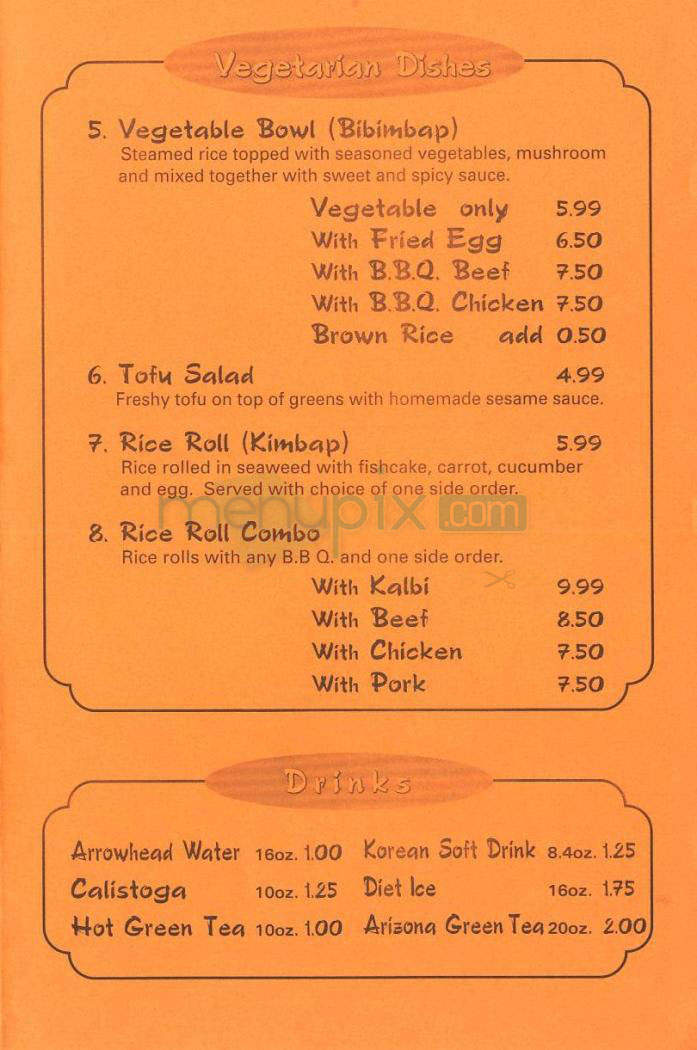 Vegetarian Dishes
5. Vegetable Bowl (Bibimbap)
Steamed rice topped with seasoned vegetables, mushroom
and mixed together with sweet and spicy sauce.
Vegetable only 5.99
With Fried Egg 6.50
With B.B.Q. Beef 7.50
With B.B.Q. Chicken 7.50
Brown Rice add 0.50
6. Tofu Salad 4.99
Freshy tofu on top of greens with homemade sesame sauce.
7. Rice Roll (Kimbap) 5.99
Rice rolled in seaweed with fishcake, carrot, cucumber
and egg. Served with choice of one side order.
menupix.com
8. Rice Roll Combo
Rice rolls with any B.B Q. and one side order.
With Kalbi 9.99
With Beef 8.50
With Chicken 7.50
With Pork 7.50
Drinks
Arrowhead Water 16oz. 1.00 Korean Soft Drink 8.4oz. 1.25
Calistoga 10oz. 1.25 Diet Ice 16oz. 1.75
Hot Green Tea 10oz. 1.00 Arizona Green Tea 20oz. 2.00